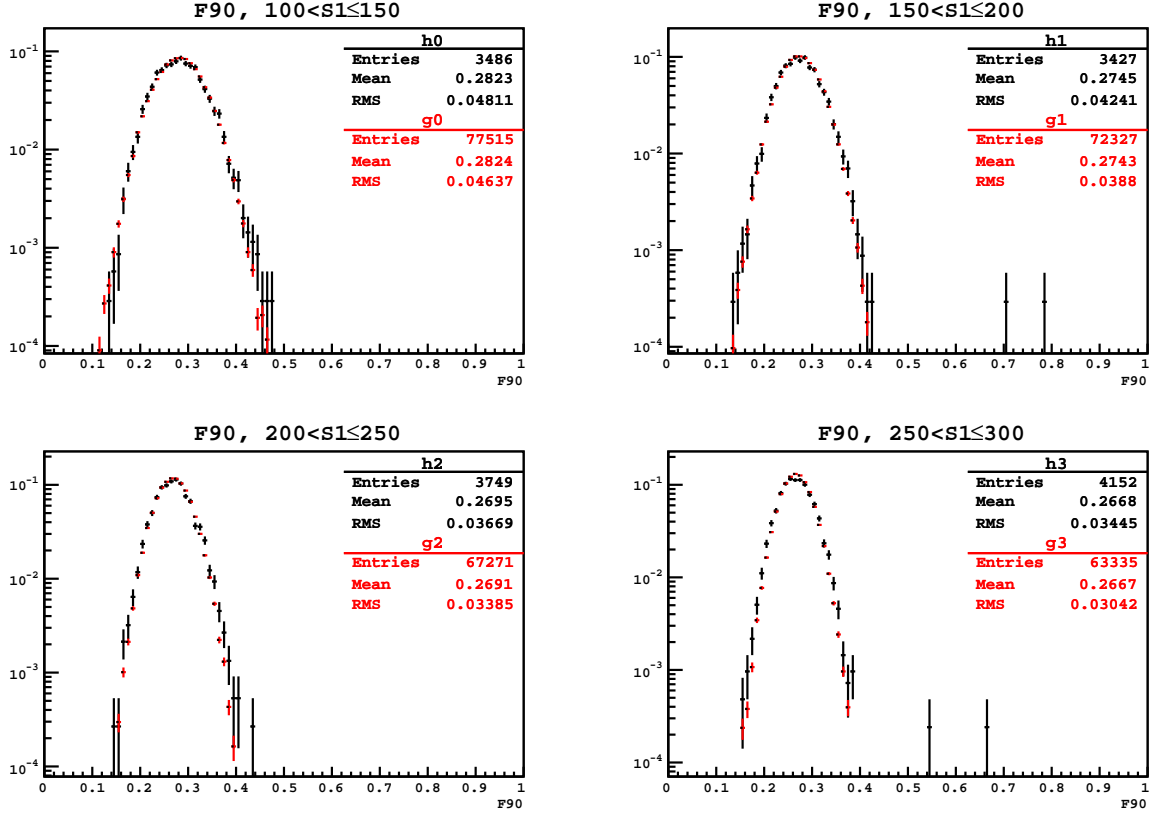 F90, 100<S1≤150
h0
Entries 3486
Mean 0.2823
RMS 0.04811
g0
Entries 77515
Mean 0.2824
RMS 0.04637
10⁻¹
10⁻²
10⁻³
10⁻⁴
0 0.1 0.2 0.3 0.4 0.5 0.6 0.7 0.8 0.9 1
F90
F90, 150<S1≤200
h1
Entries 3427
Mean 0.2745
RMS 0.04241
g1
Entries 72327
Mean 0.2743
RMS 0.0388
10⁻¹
10⁻²
10⁻³
10⁻⁴
0 0.1 0.2 0.3 0.4 0.5 0.6 0.7 0.8 0.9 1
F90
F90, 200<S1≤250
h2
Entries 3749
Mean 0.2695
RMS 0.03669
g2
Entries 67271
Mean 0.2691
RMS 0.03385
10⁻¹
10⁻²
10⁻³
10⁻⁴
0 0.1 0.2 0.3 0.4 0.5 0.6 0.7 0.8 0.9 1
F90
F90, 250<S1≤300
h3
Entries 4152
Mean 0.2668
RMS 0.03445
g3
Entries 63335
Mean 0.2667
RMS 0.03042
10⁻¹
10⁻²
10⁻³
10⁻⁴
0 0.1 0.2 0.3 0.4 0.5 0.6 0.7 0.8 0.9 1
F90